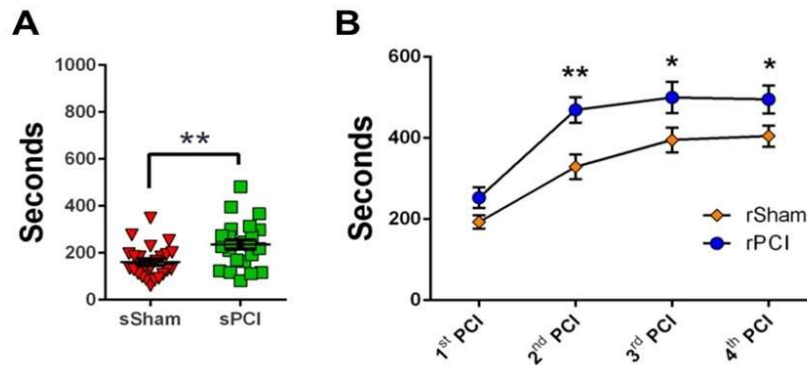 A
Seconds
1000
800
600
400
200
0
**
sSham
sPCI
B
Seconds
600
400
200
0
**
*
*
rSham
rPCI
1st PCI
2nd PCI
3rd PCI
4th PCI